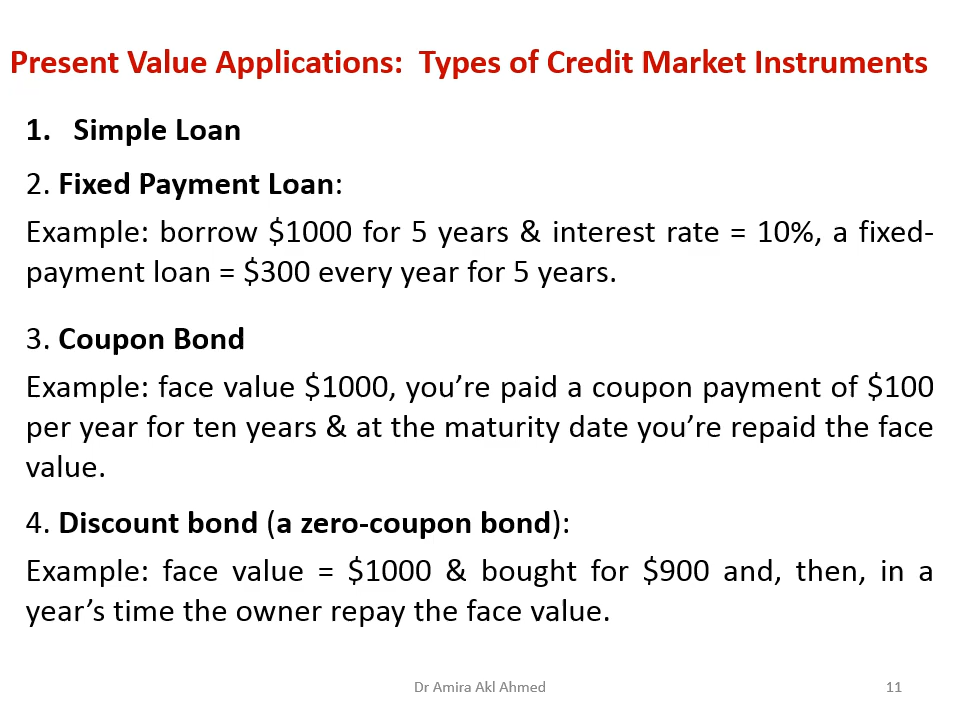 Present Value Applications:  Types of Credit Market Instruments
1. Simple Loan
2. Fixed Payment Loan:
Example: borrow $1000 for 5 years & interest rate = 10%, a fixed-
payment loan = $300 every year for 5 years.
3. Coupon Bond
Example: face value $1000, you’re paid a coupon payment of $100
per year for ten years & at the maturity date you’re repaid the face
value.
4. Discount bond (a zero-coupon bond):
Example: face value = $1000 & bought for $900 and, then, in a
year’s time the owner repay the face value.
Dr Amira Akl Ahmed
11